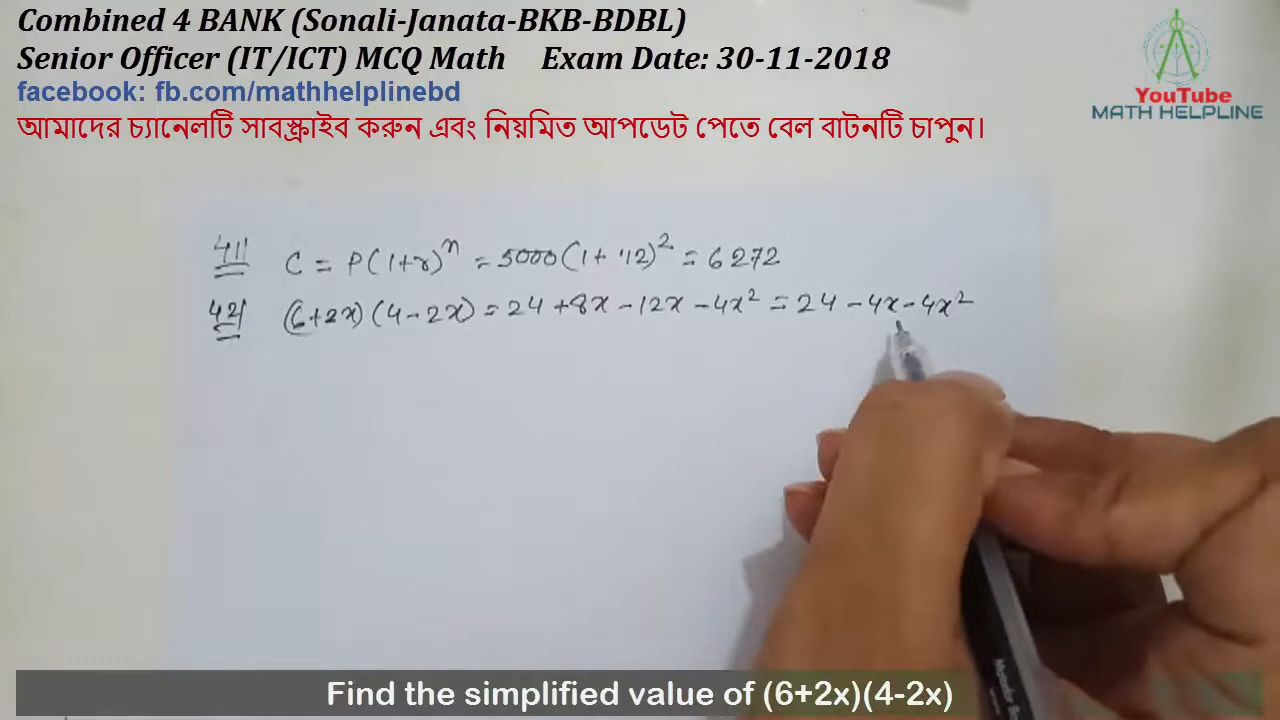 Combined 4 BANK (Sonali-Janata-BKB-BDBL)
Senior Officer (IT/ICT) MCQ Math Exam Date: 30-11-2018
facebook: fb.com/mathhelplinebd
আমাদের চ্যানেলটি সাবস্ক্রাইব করুন এবং নিয়মিত আপডেট পেতে বেল বাটনটি চাপুন।
YouTube
MATH HELPLINE
41| C = P(1+r)^n = 5000(1+.12)^2 = 6272
42| (6+2x)(4-2x) = 24+8x-12x-4x^2 = 24-4x-4x^2
Find the simplified value of (6+2x)(4-2x)